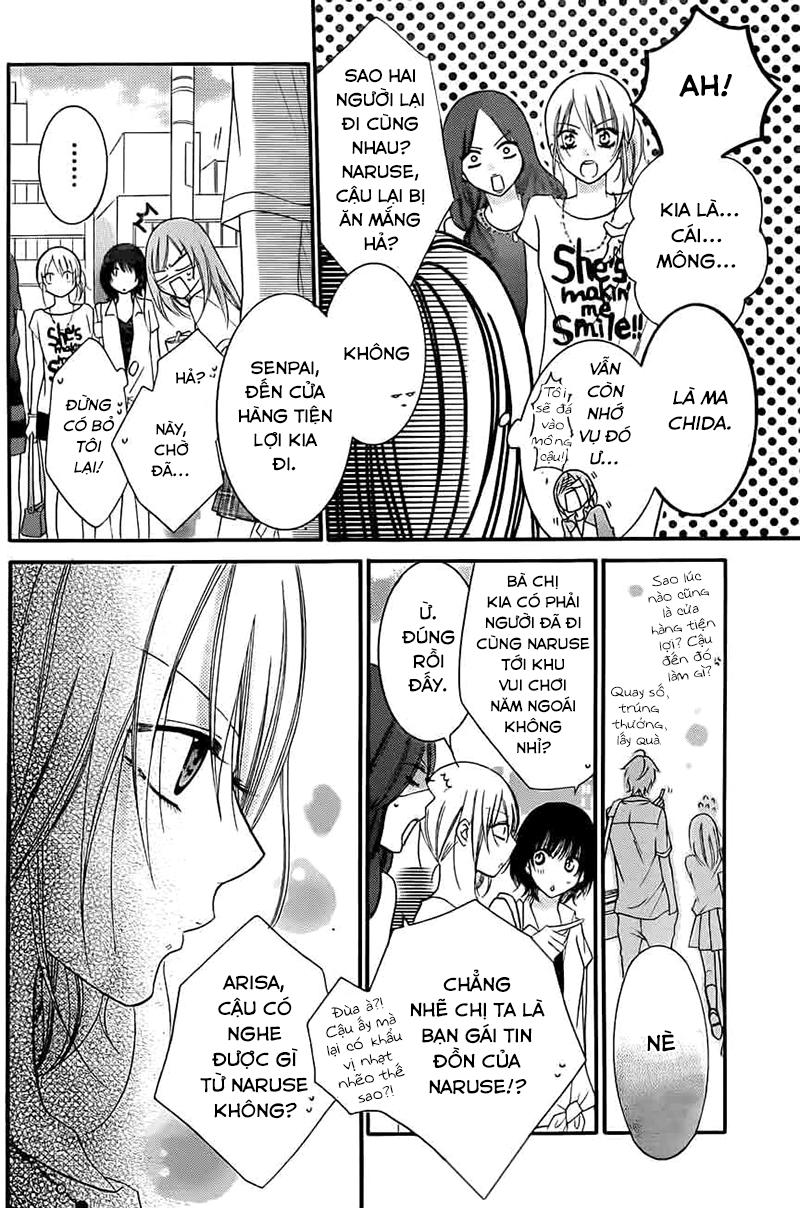 AH!
KIA LÀ...
CÁI...
MÔNG...
LÀ MA
CHIDA.
She's
makin'
me
Smile!!
VẪN
CÒN
NHỚ
VỤ ĐÓ
Ư...
Tôi
sẽ đá
vào
mông
cậu!
SAO HAI
NGƯỜI LẠI
ĐI CÙNG
NHAU?
NARUSE,
CẬU LẠI BỊ
ĂN MẮNG
HẢ?
KHÔNG
SENPAI,
ĐẾN CỬA
HÀNG TIỆN
LỢI KIA
ĐI.
......
She's
makin
me
HẢ?
NÀY,
CHỜ
ĐÃ...
ĐỪNG
CÓ BỎ
TÔI
LẠI!
Sao lúc
nào cũng
là cửa
hàng tiện
lợi? Cậu
đến đó
làm gì?
Quay số,
trúng
thưởng,
lấy quà
NÈ
BÀ CHỊ
KIA CÓ PHẢI
NGƯỜI ĐÃ ĐI
CÙNG NARUSE
TỚI KHU
VUI CHƠI
NĂM NGOÁI
KHÔNG
NHỈ?
Ừ.
ĐÚNG
RỒI
ĐẤY.
CHẲNG
NHẼ CHỊ TA LÀ
BẠN GÁI TIN
ĐỒN CỦA
NARUSE!?
Đùa à?!
Cậu ấy mà
lại có khẩu
vị nhạt
nhẽo thế
sao?!
ARISA,
CẬU CÓ
NGHE
ĐƯỢC GÌ
TỪ NARUSE
KHÔNG?